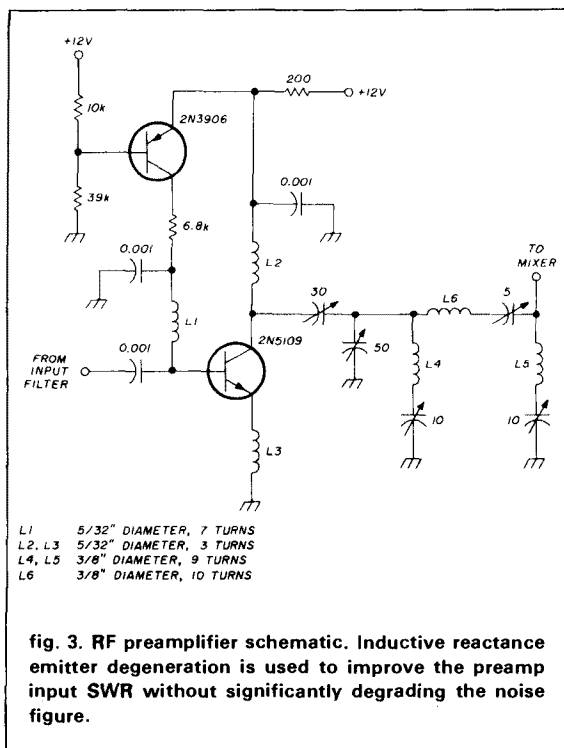 +12V
10k
2N3906
200
+12V
39k
6.8k
0.001
0.001
L2
L1
30
L6
5
TO
MIXER
2N5109
50
L4
L5
0.001
FROM
INPUT
FILTER
10
10
L3
L1 5/32" DIAMETER, 7 TURNS
L2, L3 5/32" DIAMETER, 3 TURNS
L4, L5 3/8" DIAMETER, 9 TURNS
L6 3/8" DIAMETER, 10 TURNS
fig. 3. RF preamplifier schematic. Inductive reactance
emitter degeneration is used to improve the preamp
input SWR without significantly degrading the noise
figure.